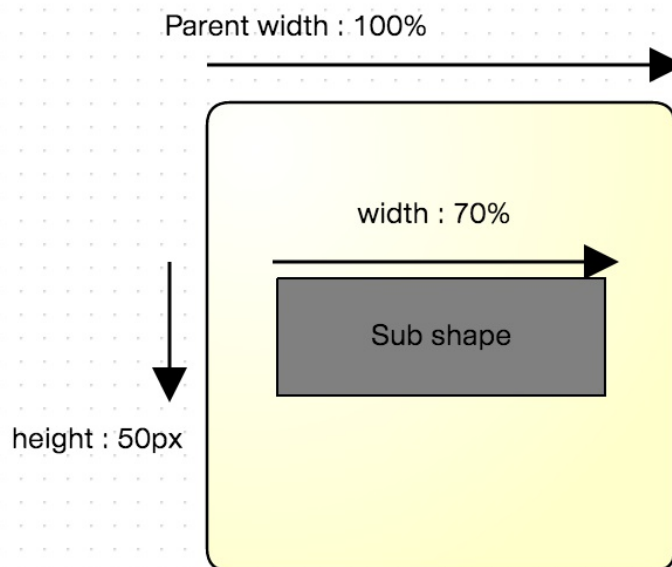 Parent width : 100%
width : 70%
Sub shape
height : 50px